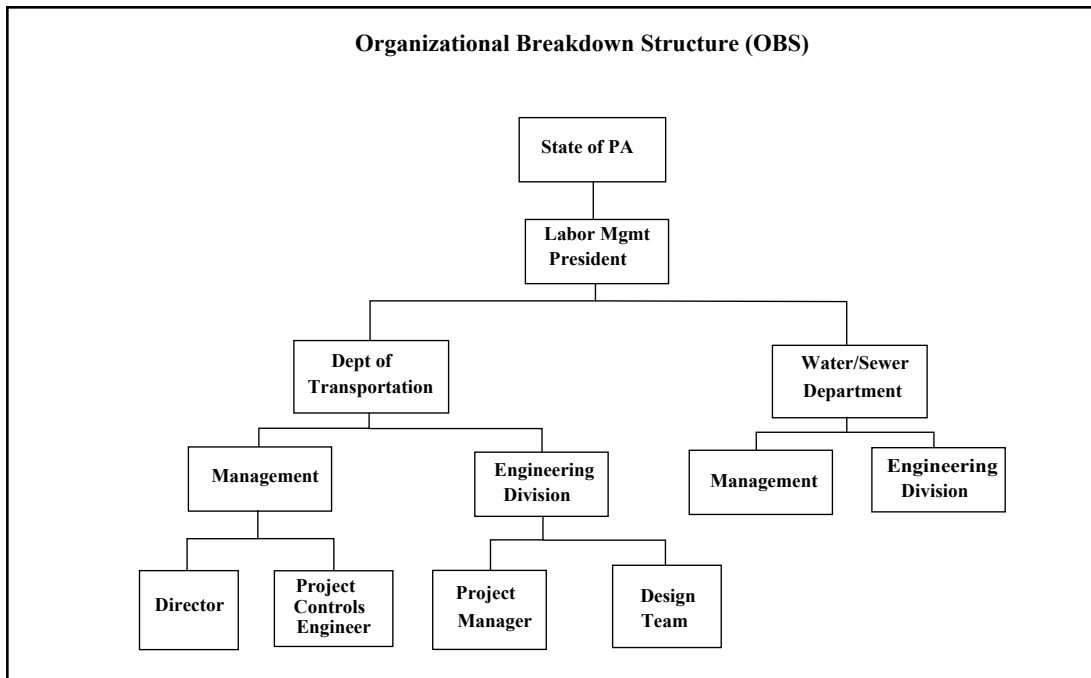 Organizational Breakdown Structure (OBS)
State of PA
Labor Mgmt
President
Dept of
Transportation
Water/Sewer
Department
Management
Engineering
Division
Management
Engineering
Division
Director
Project
Controls
Engineer
Project
Manager
Design
Team